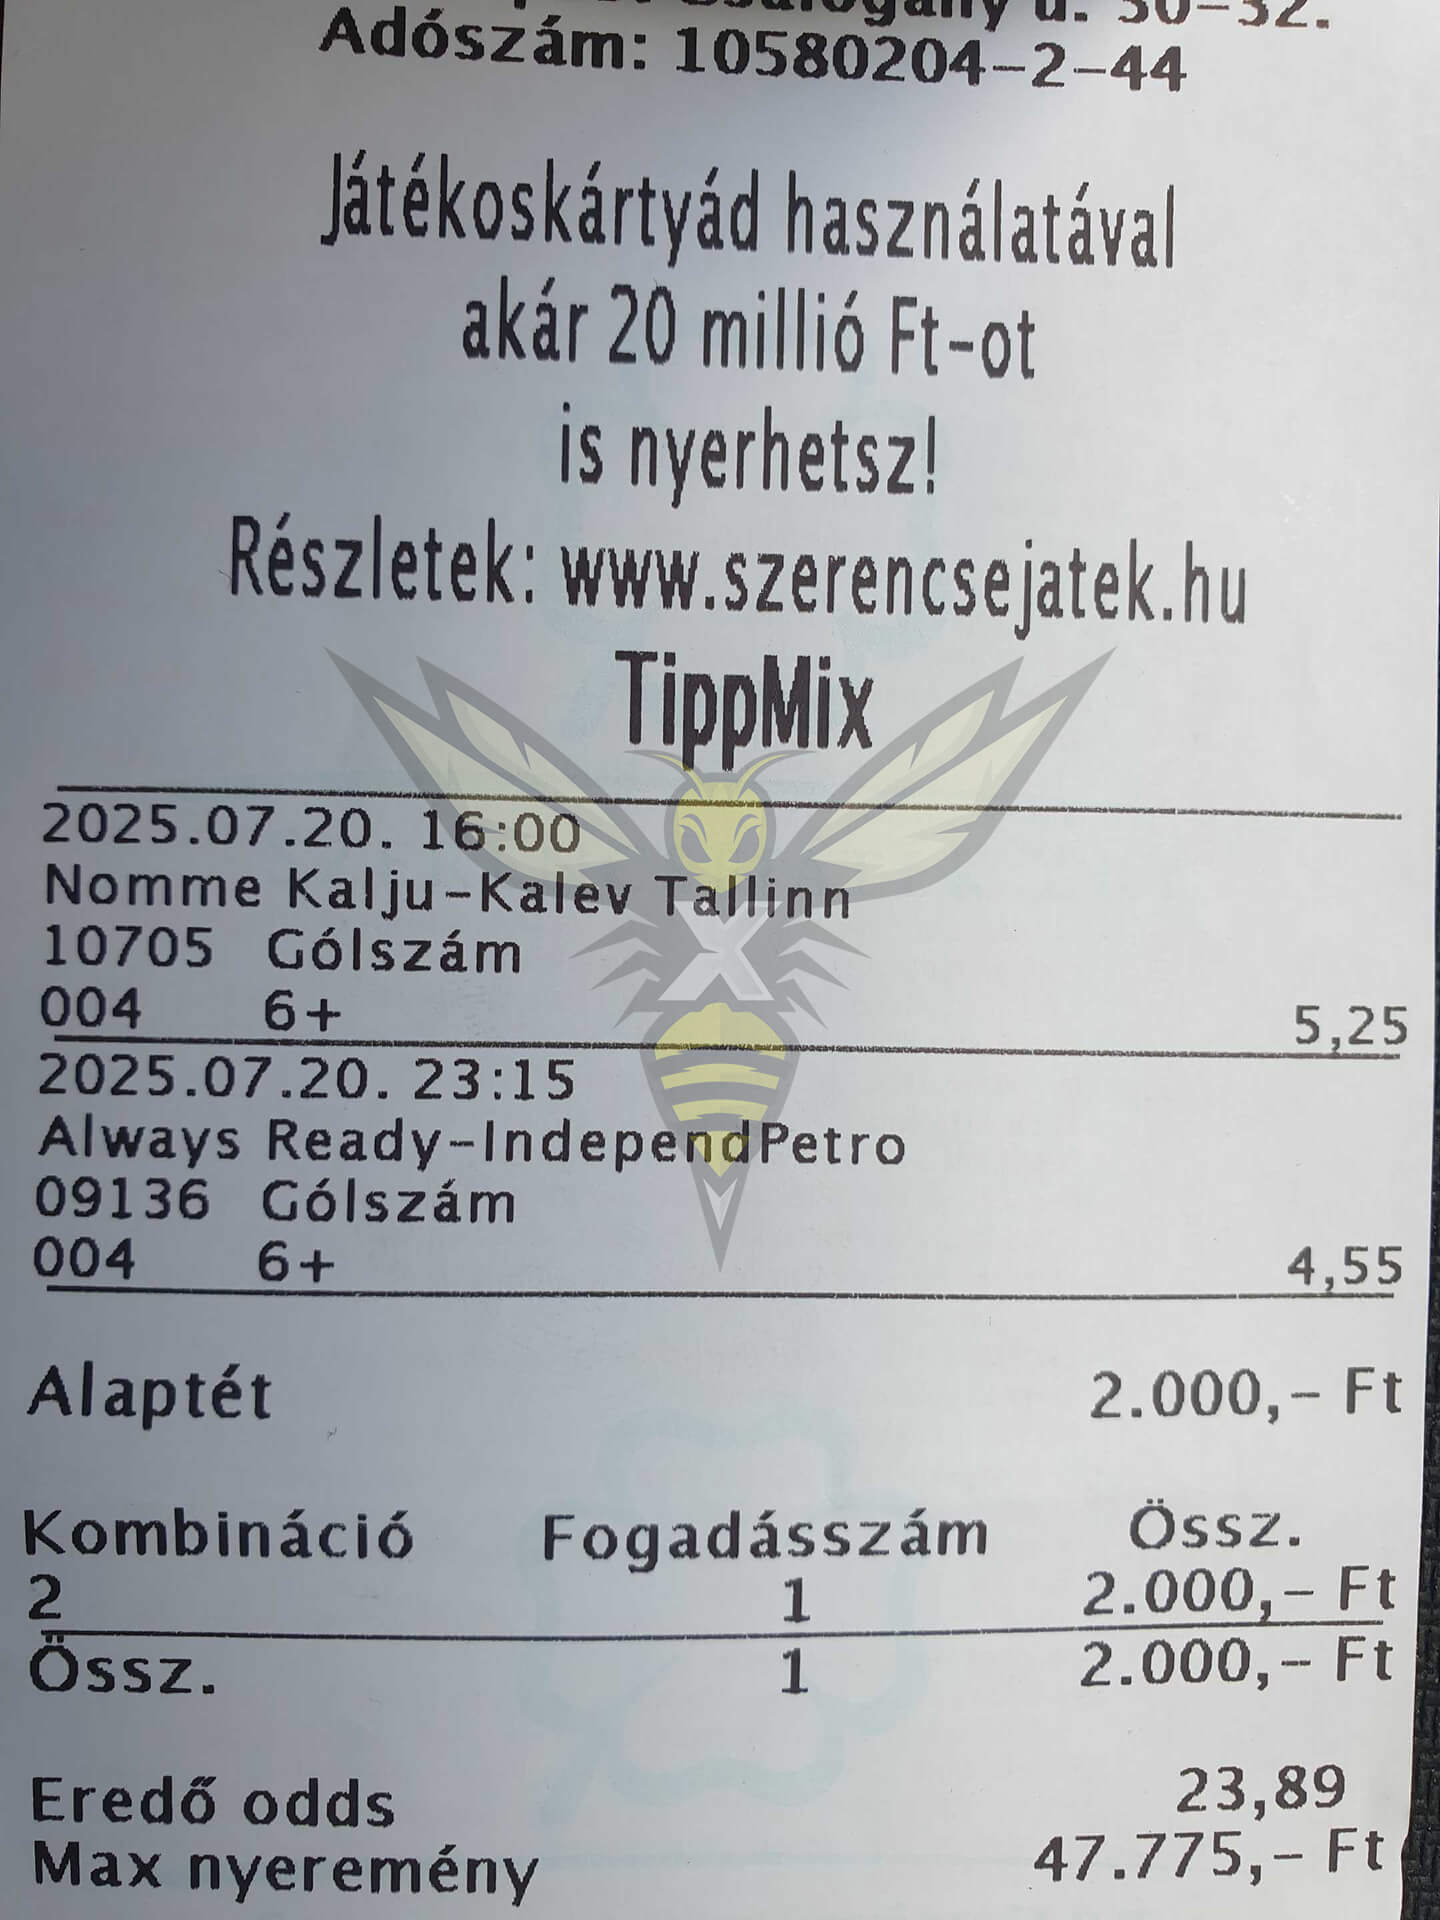 u. 30-32.
Adószám: 10580204-2-44
Játékoskártyád használatával
akár 20 millió Ft-ot
is nyerhetsz!
Részletek: www.szerencsejatek.hu
TippMix
2025.07.20. 16:00
Nomme Kalju-Kalev Tallinn
10705 Gólszám
004 6+ 5,25
2025.07.20. 23:15
Always Ready-IndependPetro
09136 Gólszám
004 6+ 4,55
Alaptét 2.000,- Ft
Kombináció Fogadásszám Össz.
2 1 2.000,- Ft
Össz. 1 2.000,- Ft
Eredő odds 23,89
Max nyeremény 47.775,- Ft
X